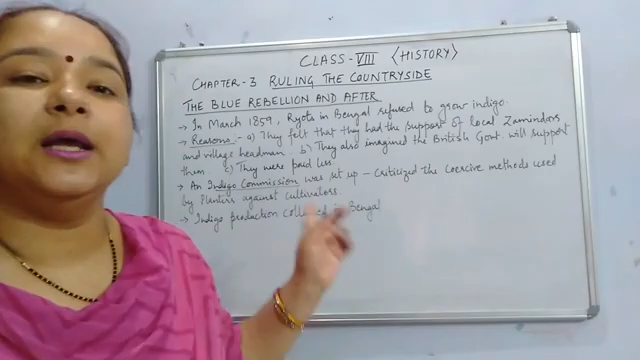 CLASS-VIII <HISTORY>
CHAPTER-3 RULING THE COUNTRYSIDE
THE BLUE REBELLION AND AFTER
→ In March 1859, Ryots in Bengal refused to grow indigo.
→ Reasons:- a) They felt that they had the support of local Zamindars
and village headman. b) They also imagined the British Govt. will support
them. c) They were paid less.
→ An Indigo Commission was set up - criticized the coercive methods used
by Planters against cultivators.
→ Indigo production in Bengal